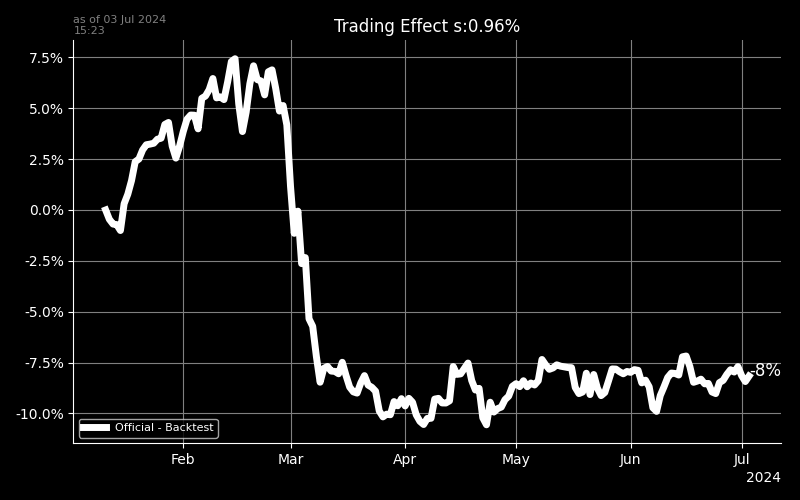 as of 03 Jul 2024
15:23
Trading Effect s:0.96%
7.5%
5.0%
2.5%
0.0%
-2.5%
-5.0%
-7.5%
-10.0%
-8%
Official - Backtest
Feb
Mar
Apr
May
Jun
Jul
2024